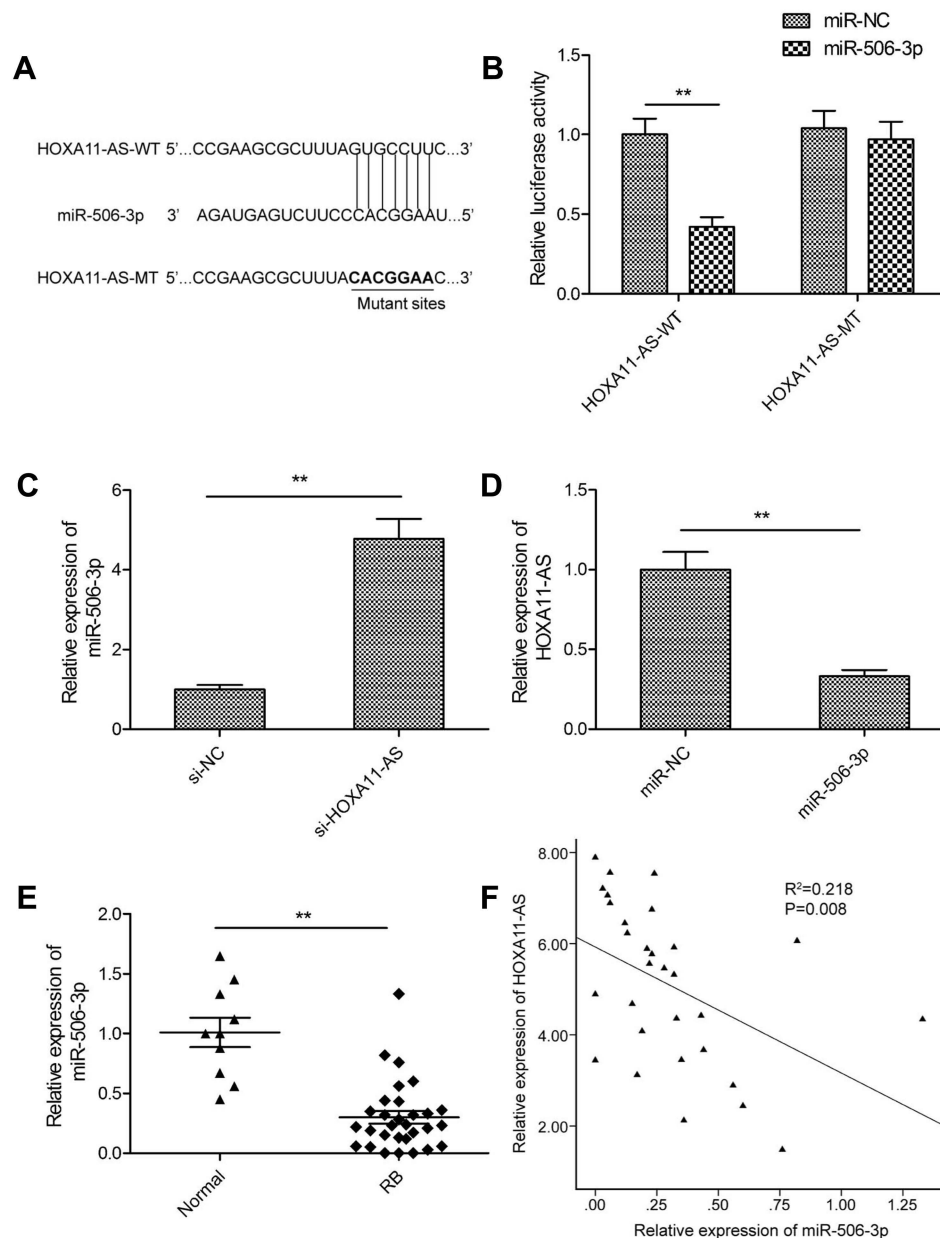 A
HOXA11-AS-WT 5’...CCGAAGCGCUUUAGUGCCUUC...3’
miR-506-3p 3’ AGAUGAGUCUUCCCACGGAAU...5’
HOXA11-AS-MT 5’...CCGAAGCGCUUUACACGGAAC...3’
Mutant sites
B
miR-NC
miR-506-3p
Relative luciferase activity
1.5
1.0
0.5
0.0
**
HOXA11-AS-WT
HOXA11-AS-MT
C
Relative expression of
miR-506-3p
6
4
2
0
**
si-NC
si-HOXA11-AS
D
Relative expression of
HOXA11-AS
1.5
1.0
0.5
0.0
**
miR-NC
miR-506-3p
E
Relative expression of
miR-506-3p
2.0
1.5
1.0
0.5
0.0
**
Normal
RB
F
Relative expression of HOXA11-AS
8.00
6.00
4.00
2.00
R²=0.218
P=0.008
.00 .25 .50 .75 1.00 1.25
Relative expression of miR-506-3p